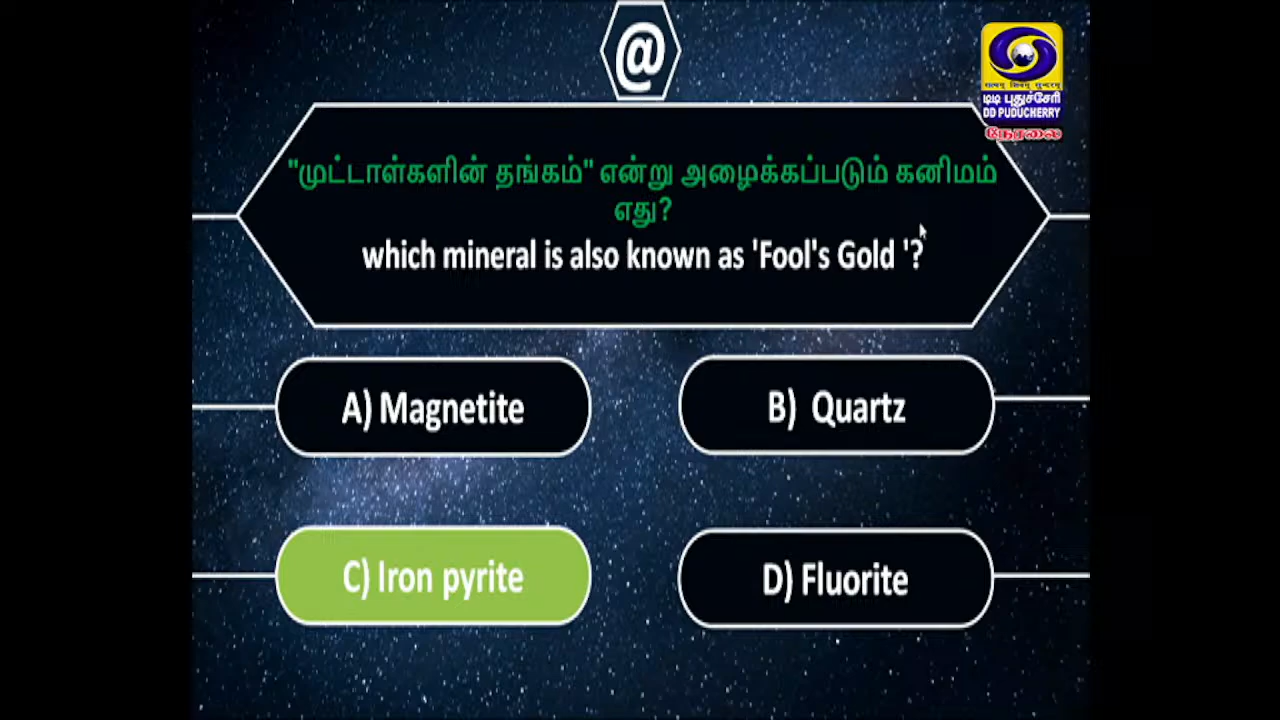 @
"முட்டாள்களின் தங்கம்" என்று அழைக்கப்படும் கனிமம்
எது?
which mineral is also known as 'Fool's Gold '?
A) Magnetite
B) Quartz
C) Iron pyrite
D) Fluorite
டிடி புதுச்சேரி
DD PUDUCHERRY
நேரலை